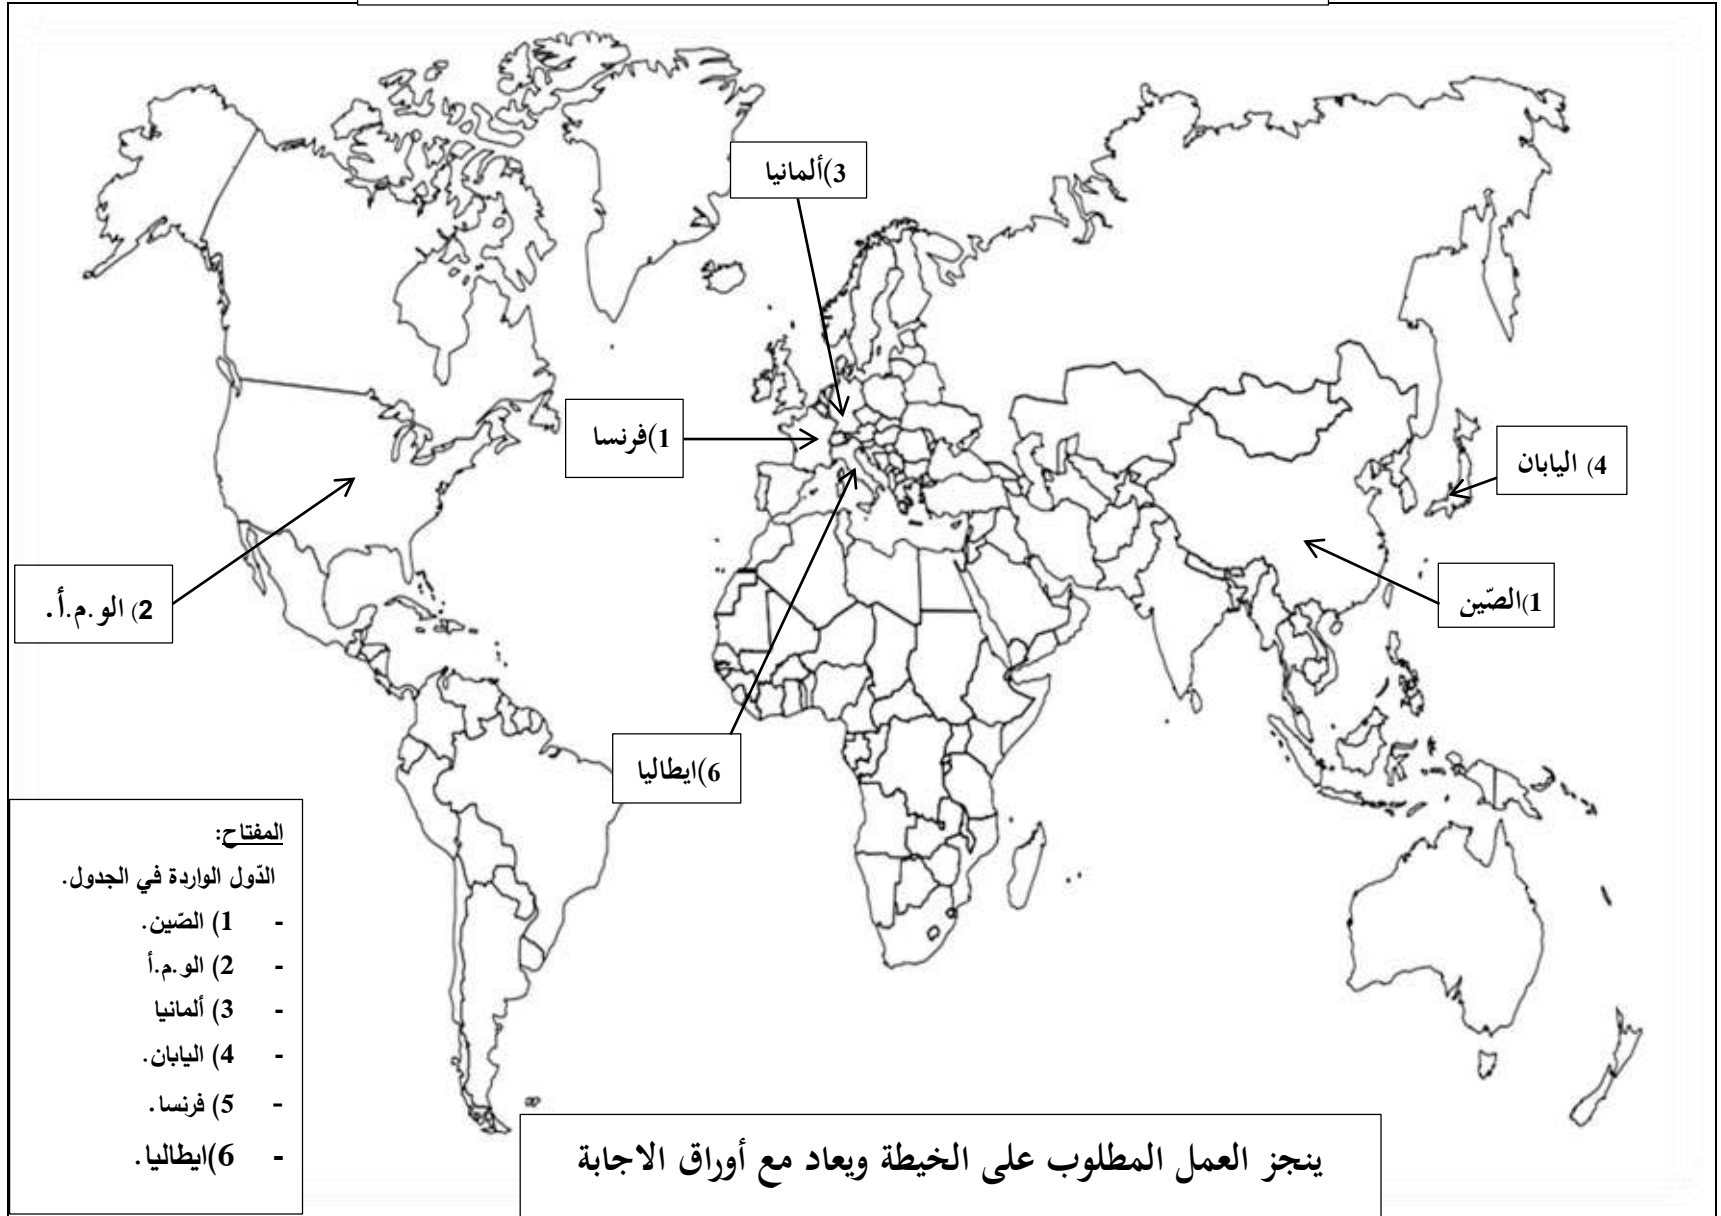 3)ألمانيا
1)فرنسا
4) اليابان
2) الو.م.أ.
1)الصّين
6)ايطاليا
المفتاح:
الدّول الواردة في الجدول.
- 1) الصّين.
- 2) الو.م.أ
- 3) ألمانيا
- 4) اليابان.
- 5) فرنسا.
- 6)ايطاليا.
ينجز العمل المطلوب على الخيطة ويعاد مع أوراق الاجابة